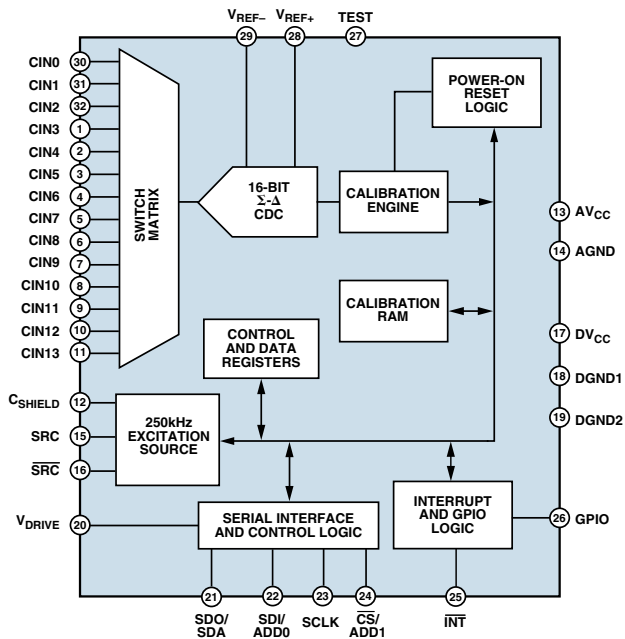 VREF– VREF+ TEST
29 28 27
CIN0 30
CIN1 31
CIN2 32
CIN3 1
CIN4 2
CIN5 3
CIN6 4
CIN7 5
CIN8 6
CIN9 7
CIN10 8
CIN11 9
CIN12 10
CIN13 11
SWITCH
MATRIX
16-BIT
Σ-Δ
CDC
CALIBRATION
ENGINE
POWER-ON
RESET
LOGIC
CALIBRATION
RAM
CONTROL
AND DATA
REGISTERS
13 AVCC
14 AGND
17 DVCC
18 DGND1
19 DGND2
CSHIELD 12
SRC 15
S̅R̅C̅ 16
250kHz
EXCITATION
SOURCE
VDRIVE 20
SERIAL INTERFACE
AND CONTROL LOGIC
INTERRUPT
AND GPIO
LOGIC
26 GPIO
21 22 23 24 25
SDO/
SDA
SDI/
ADD0
SCLK
C̅S̅/
ADD1
I̅N̅T̅